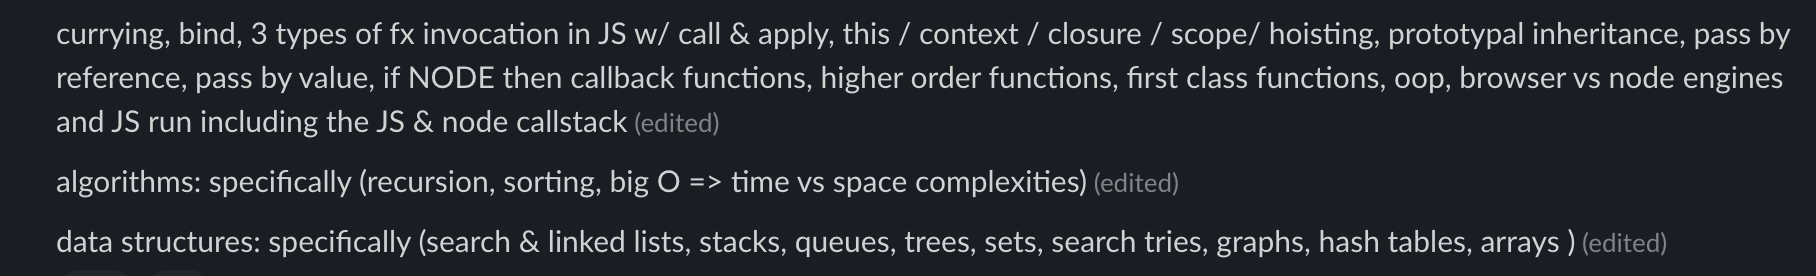 currying, bind, 3 types of fx invocation in JS w/ call & apply, this / context / closure / scope/ hoisting, prototypal inheritance, pass by
reference, pass by value, if NODE then callback functions, higher order functions, first class functions, oop, browser vs node engines
and JS run including the JS & node callstack (edited)
algorithms: specifically (recursion, sorting, big O => time vs space complexities) (edited)
data structures: specifically (search & linked lists, stacks, queues, trees, sets, search tries, graphs, hash tables, arrays ) (edited)